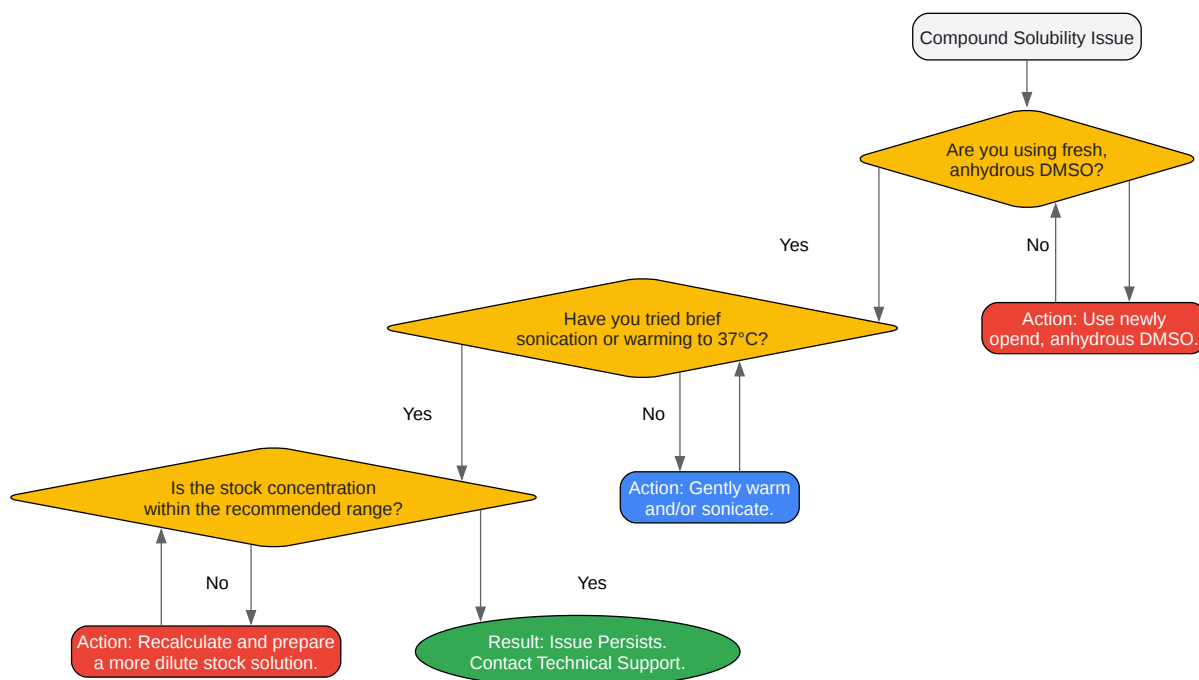 Compound Solubility Issue
Are you using fresh,
anhydrous DMSO?
Yes
No
Action: Use newly
opend, anhydrous DMSO.
Have you tried brief
sonication or warming to 37°C?
Yes
No
Action: Gently warm
and/or sonicate.
Is the stock concentration
within the recommended range?
No
Yes
Action: Recalculate and prepare
a more dilute stock solution.
Result: Issue Persists.
Contact Technical Support.